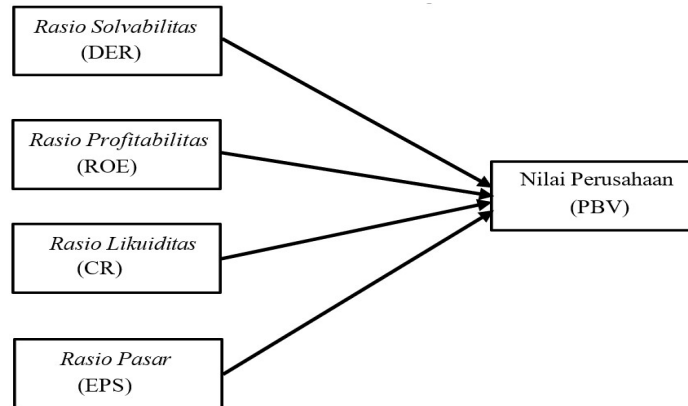 Rasio Solvabilitas
(DER)
Rasio Profitabilitas
(ROE)
Nilai Perusahaan
(PBV)
Rasio Likuiditas
(CR)
Rasio Pasar
(EPS)